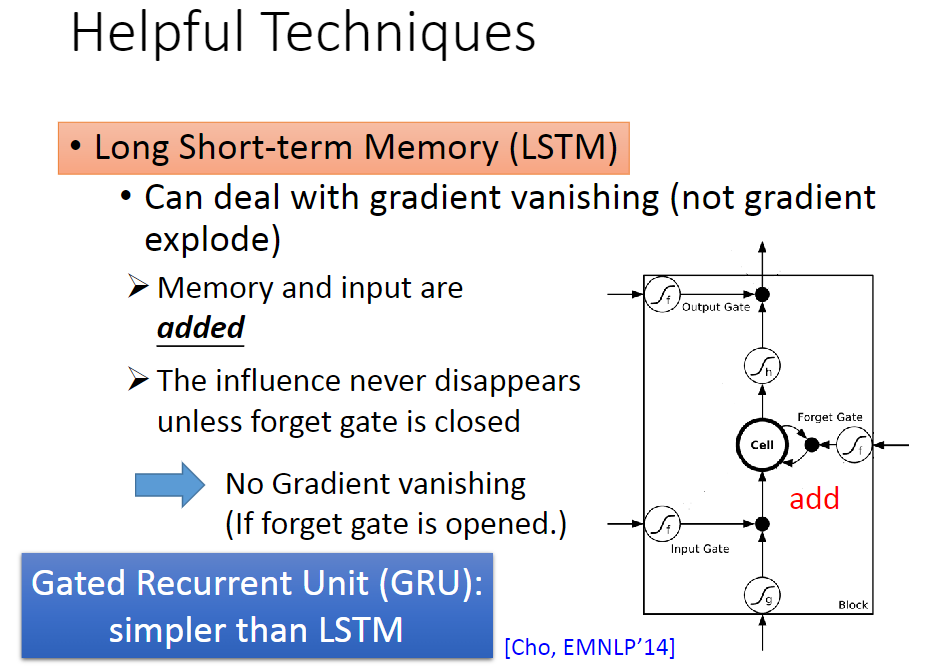 Helpful Techniques
• Long Short-term Memory (LSTM)
• Can deal with gradient vanishing (not gradient
explode)
➢ Memory and input are
added
➢ The influence never disappears
unless forget gate is closed
No Gradient vanishing
(If forget gate is opened.)
Gated Recurrent Unit (GRU):
simpler than LSTM
[Cho, EMNLP’14]
f
Output Gate
h
Forget Gate
Cell
f
add
f
Input Gate
g
Block